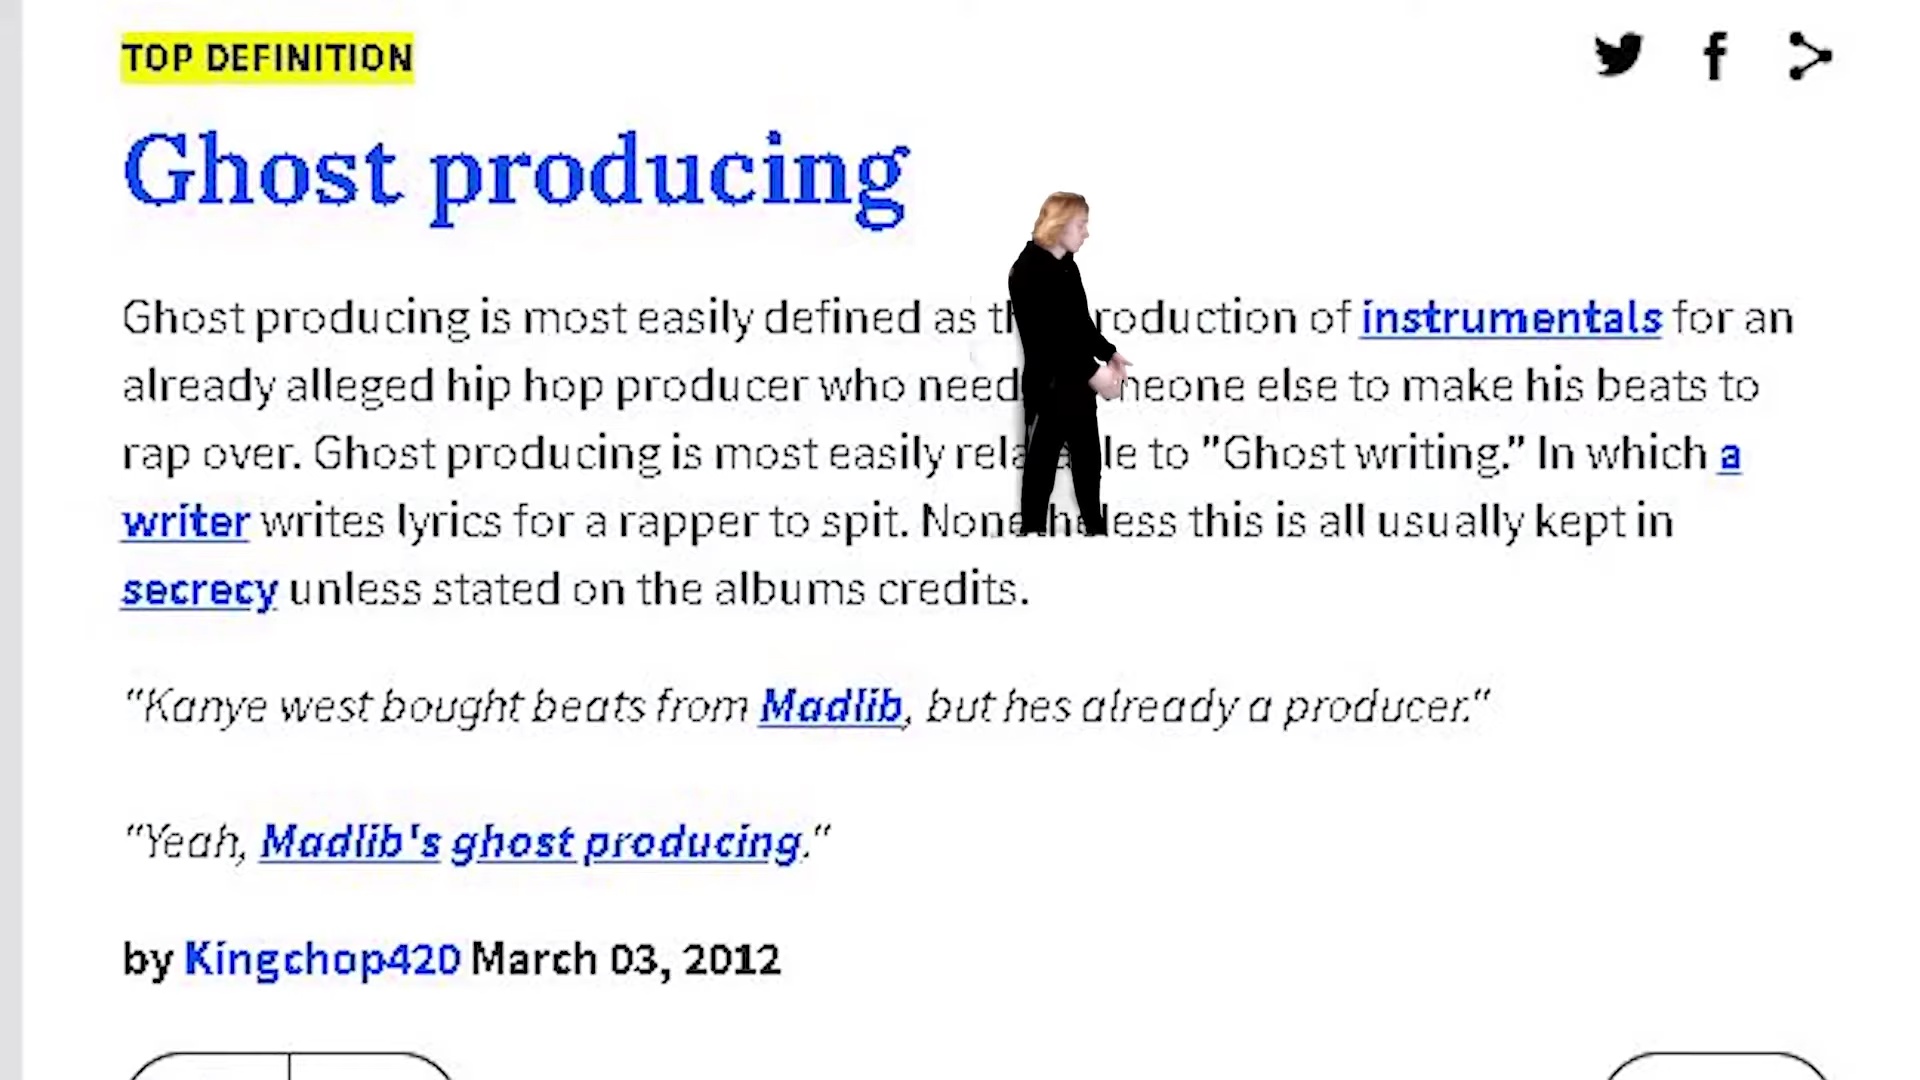 TOP DEFINITION
Ghost producing
Ghost producing is most easily defined as production of instrumentals for an
already alleged hip hop producer who someone else to make his beats to
rap over. Ghost producing is most easily relatable to "Ghost writing." In which a
writer writes lyrics for a rapper to spit. Nonetheless this is all usually kept in
secrecy unless stated on the albums credits.
"Kanye west bought beats from Madlib, but hes already a producer."
"Yeah, Madlib's ghost producing."
by Kingchop420 March 03, 2012